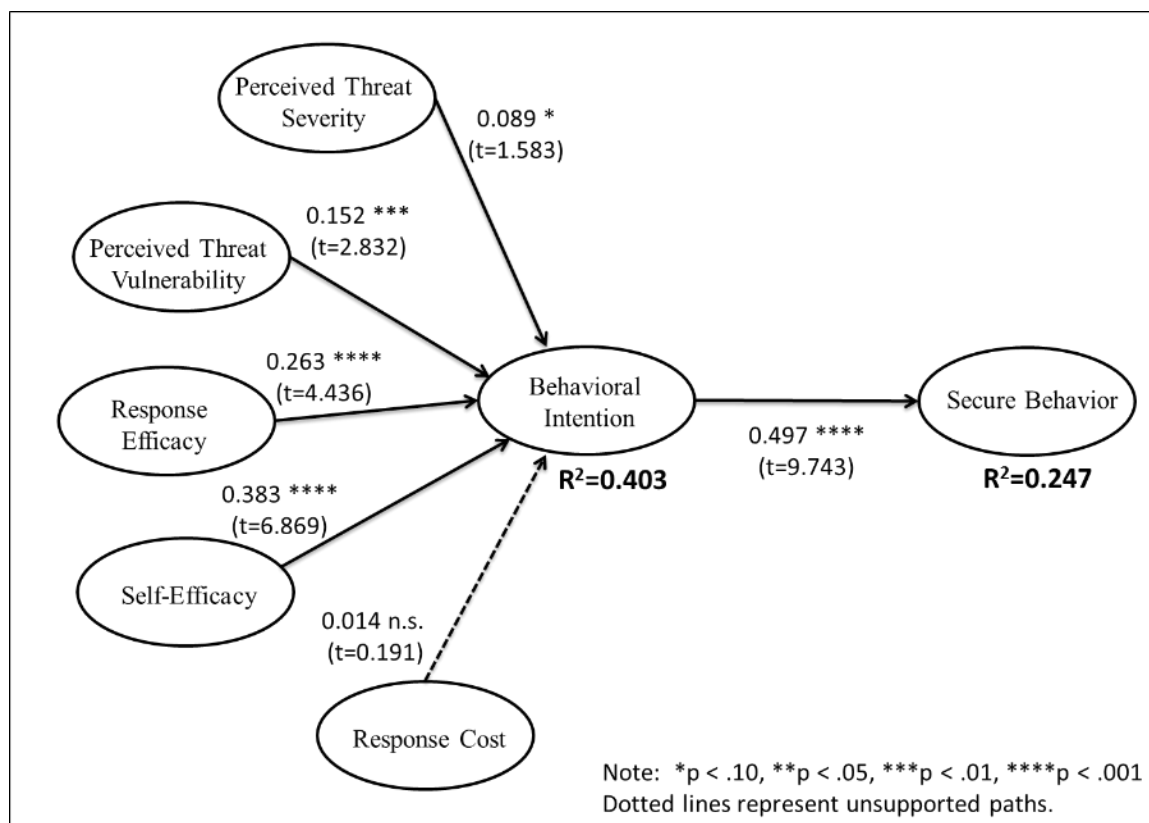 Perceived Threat
Severity
0.089 *
(t=1.583)
Perceived Threat
Vulnerability
0.152 ***
(t=2.832)
Response
Efficacy
0.263 ****
(t=4.436)
Behavioral
Intention
R²=0.403
0.497 ****
(t=9.743)
Secure Behavior
R²=0.247
Self-Efficacy
0.383 ****
(t=6.869)
0.014 n.s.
(t=0.191)
Response Cost
Note: *p < .10, **p < .05, ***p < .01, ****p < .001
Dotted lines represent unsupported paths.